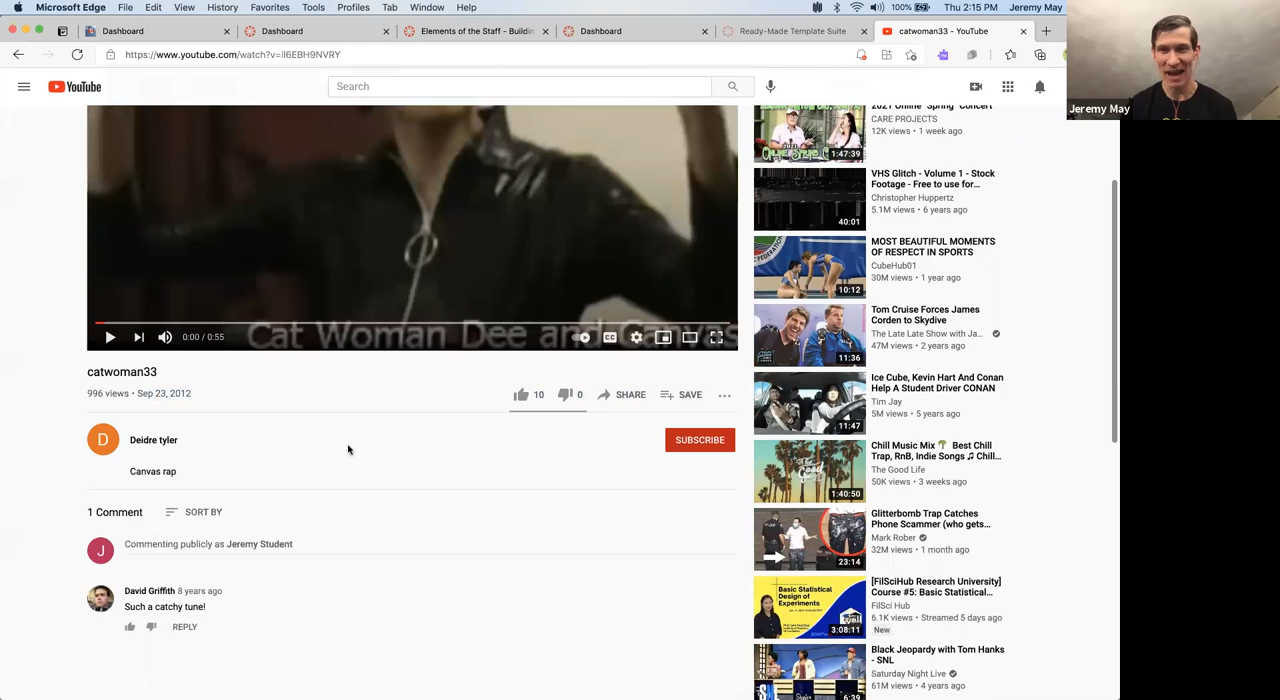 Microsoft Edge File Edit View History Favorites Tools Profiles Tab Window Help 100% Thu 2:15 PM Jeremy May
Dashboard Dashboard Elements of the Staff - Buildin Dashboard Ready-Made Template Suite catwoman33 - YouTube
https://www.youtube.com/watch?v=lI6EBH9NVRY
YouTube Search
Jeremy May
Cat Woman Dee and Canvas
0:00 / 0:55
CC
catwoman33
996 views • Sep 23, 2012
10 0 SHARE SAVE
D Deidre tyler
SUBSCRIBE
Canvas rap
1 Comment SORT BY
J Commenting publicly as Jeremy Student
David Griffith 8 years ago
Such a catchy tune!
REPLY
2021 Online "Spring" Concert
CARE PROJECTS
12K views • 1 week ago
1:47:39
VHS Glitch - Volume 1 - Stock
Footage - Free to use for...
Christopher Huppertz
5.1M views • 6 years ago
40:01
MOST BEAUTIFUL MOMENTS
OF RESPECT IN SPORTS
CubeHub01
30M views • 1 year ago
10:12
Tom Cruise Forces James
Corden to Skydive
The Late Late Show with Ja...
47M views • 2 years ago
11:36
Ice Cube, Kevin Hart And Conan
Help A Student Driver CONAN
Tim Jay
5M views • 5 years ago
11:47
Chill Music Mix 🌴 Best Chill
Trap, RnB, Indie Songs ♫ Chill...
The Good Life
50K views • 3 weeks ago
1:40:50
Glitterbomb Trap Catches
Phone Scammer (who gets...
Mark Rober
32M views • 1 month ago
23:14
[FilSciHub Research University]
Course #5: Basic Statistical...
FilSci Hub
6.1K views • Streamed 5 days ago
New
Basic Statistical
Design of
Experiments
3:08:11
Black Jeopardy with Tom Hanks
- SNL
Saturday Night Live
61M views • 4 years ago
6:39